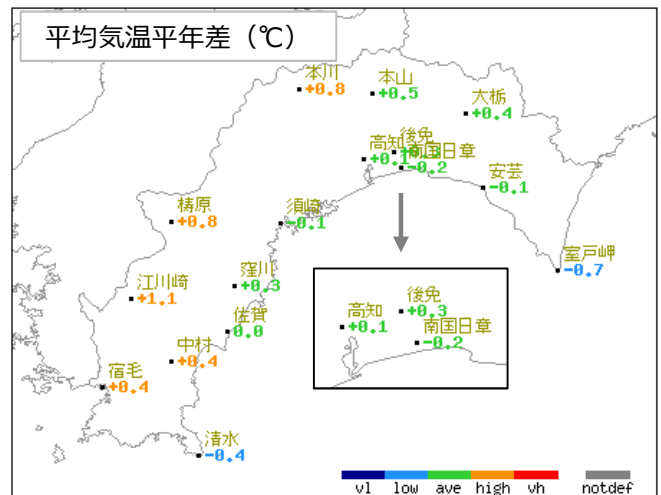 平均気温平年差（℃）
本川
+0.8
本山
+0.5
大栃
+0.4
高知
+0.1
後免
+0.3
南国日章
-0.2
安芸
-0.1
梼原
+0.8
須崎
-0.1
室戸岬
-0.7
江川崎
+1.1
窪川
+0.3
佐賀
0.0
後免
+0.3
高知
+0.1
南国日章
-0.2
中村
+0.4
宿毛
+0.4
清水
-0.4
vl low ave high vh notdef